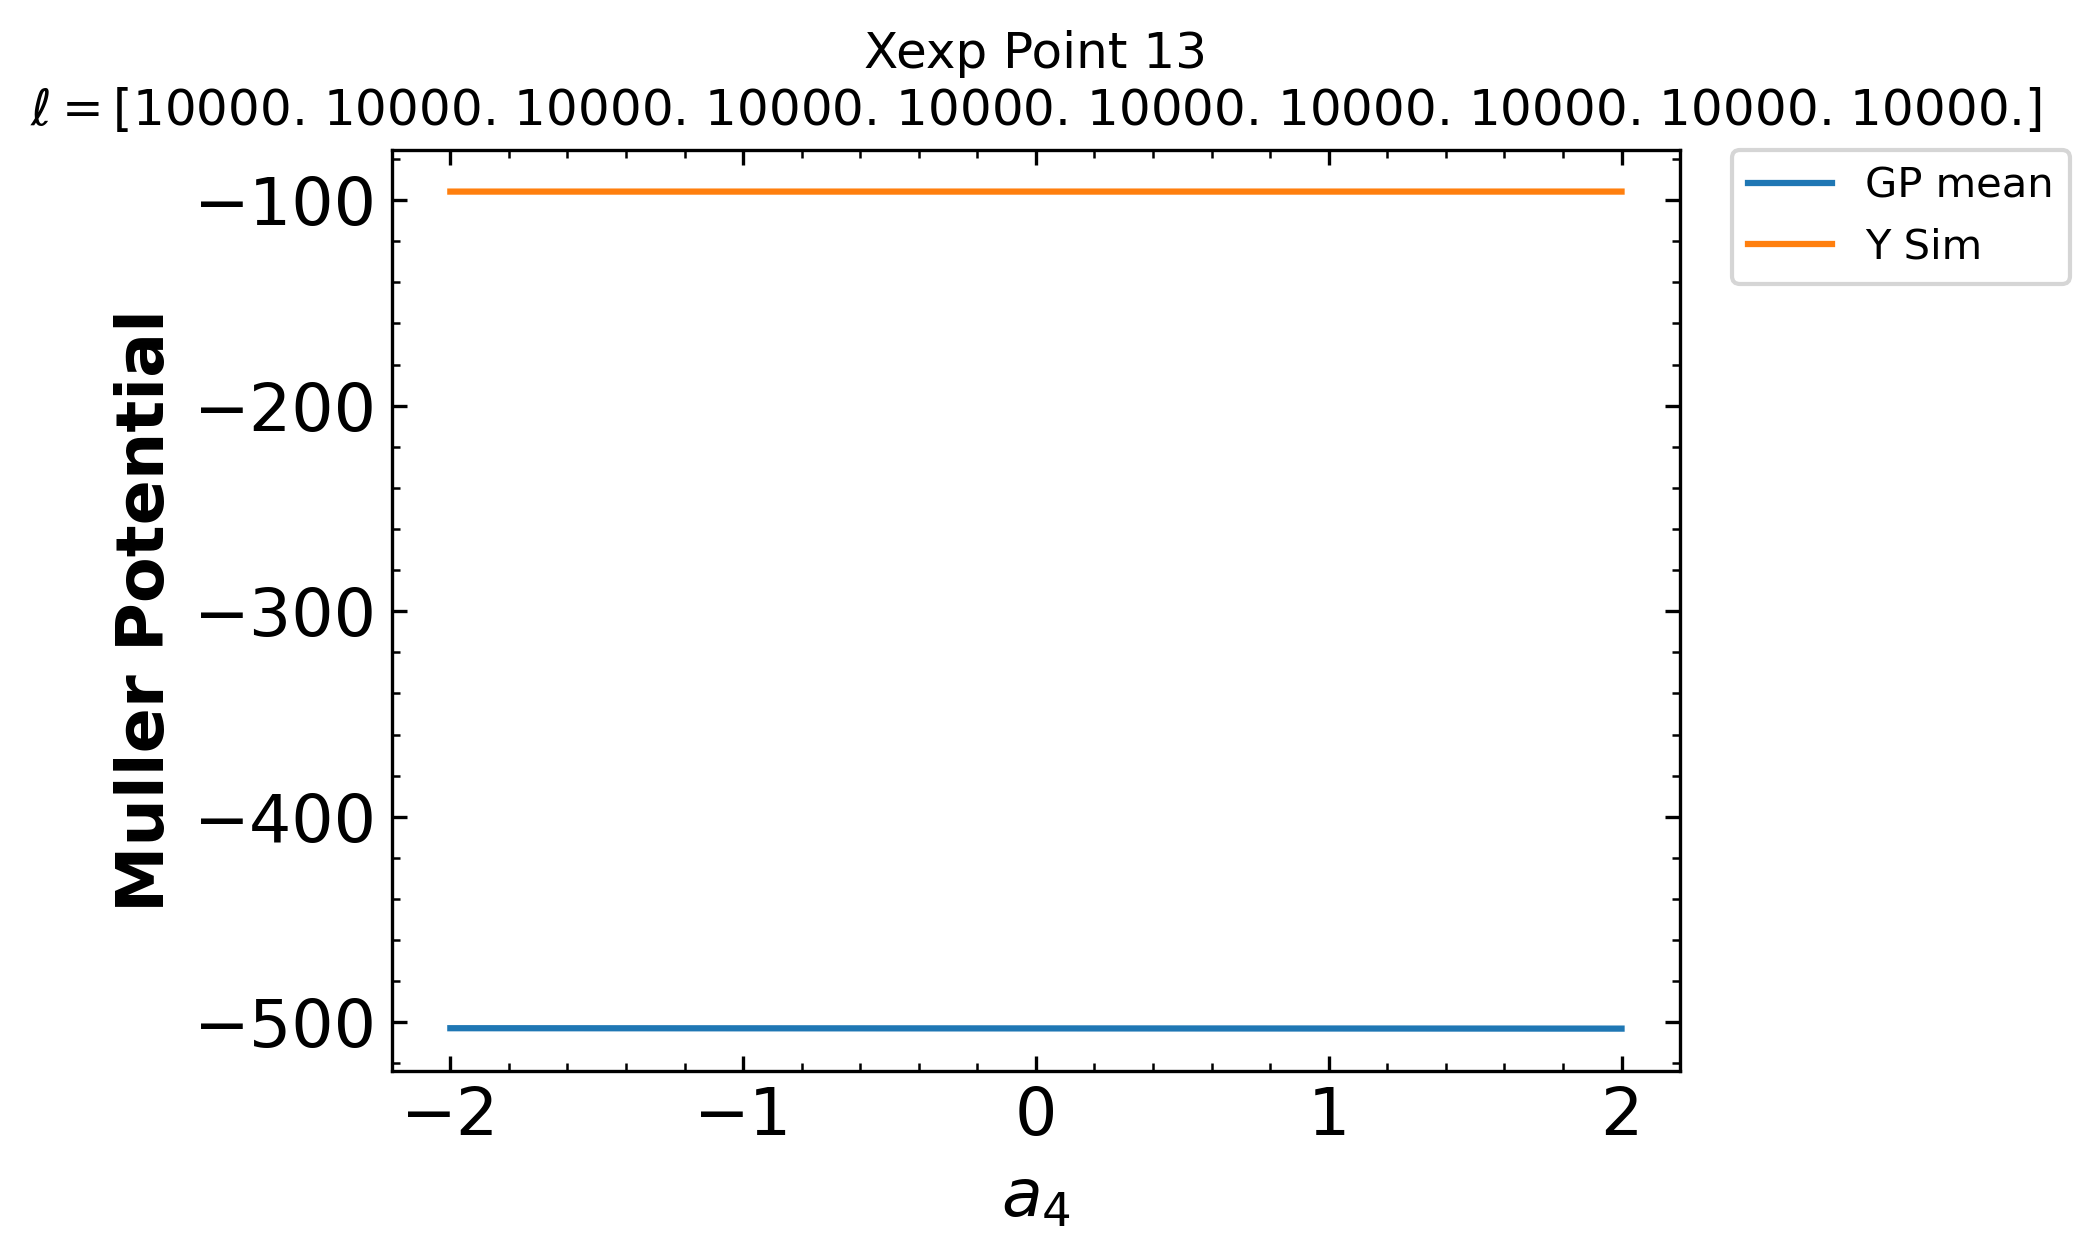 Xexp Point 13
ℓ = [10000. 10000. 10000. 10000. 10000. 10000. 10000. 10000. 10000. 10000.]
GP mean
Y Sim
Muller Potential
−100
−200
−300
−400
−500
−2 −1 0 1 2
a₄